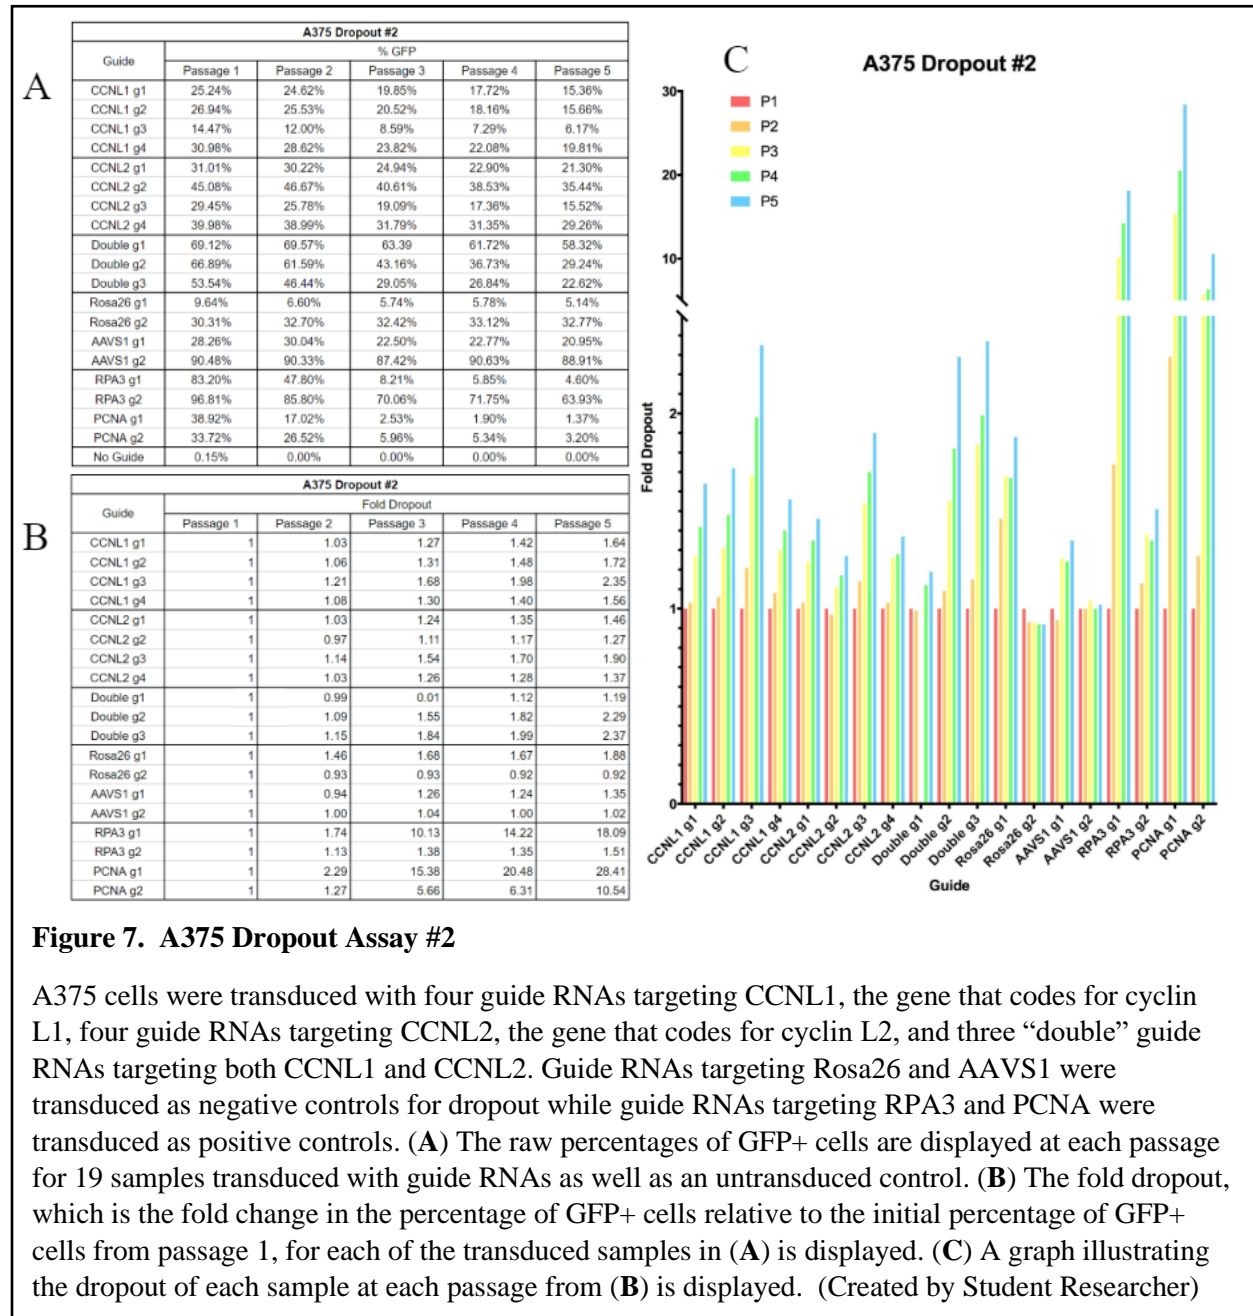 A
A375 Dropout #2
Guide
% GFP
Passage 1 Passage 2 Passage 3 Passage 4 Passage 5
CCNL1 g1 25.24% 24.62% 19.85% 17.72% 15.36%
CCNL1 g2 26.94% 25.53% 20.52% 18.16% 15.66%
CCNL1 g3 14.47% 12.00% 8.59% 7.29% 6.17%
CCNL1 g4 30.98% 28.62% 23.82% 22.08% 19.81%
CCNL2 g1 31.01% 30.22% 24.94% 22.90% 21.30%
CCNL2 g2 45.08% 46.67% 40.61% 38.53% 35.44%
CCNL2 g3 29.45% 25.78% 19.09% 17.36% 15.52%
CCNL2 g4 39.98% 38.99% 31.79% 31.35% 29.26%
Double g1 69.12% 69.57% 63.39 61.72% 58.32%
Double g2 66.89% 61.59% 43.16% 36.73% 29.24%
Double g3 53.54% 46.44% 29.05% 26.84% 22.62%
Rosa26 g1 9.64% 6.60% 5.74% 5.78% 5.14%
Rosa26 g2 30.31% 32.70% 32.42% 33.12% 32.77%
AAVS1 g1 28.26% 30.04% 22.50% 22.77% 20.95%
AAVS1 g2 90.48% 90.33% 87.42% 90.63% 88.91%
RPA3 g1 83.20% 47.80% 8.21% 5.85% 4.60%
RPA3 g2 96.81% 85.80% 70.06% 71.75% 63.93%
PCNA g1 38.92% 17.02% 2.53% 1.90% 1.37%
PCNA g2 33.72% 26.52% 5.96% 5.34% 3.20%
No Guide 0.15% 0.00% 0.00% 0.00% 0.00%
B
A375 Dropout #2
Guide
Fold Dropout
Passage 1 Passage 2 Passage 3 Passage 4 Passage 5
CCNL1 g1 1 1.03 1.27 1.42 1.64
CCNL1 g2 1 1.06 1.31 1.48 1.72
CCNL1 g3 1 1.21 1.68 1.98 2.35
CCNL1 g4 1 1.08 1.30 1.40 1.56
CCNL2 g1 1 1.03 1.24 1.35 1.46
CCNL2 g2 1 0.97 1.11 1.17 1.27
CCNL2 g3 1 1.14 1.54 1.70 1.90
CCNL2 g4 1 1.03 1.26 1.28 1.37
Double g1 1 0.99 0.01 1.12 1.19
Double g2 1 1.09 1.55 1.82 2.29
Double g3 1 1.15 1.84 1.99 2.37
Rosa26 g1 1 1.46 1.68 1.67 1.88
Rosa26 g2 1 0.93 0.93 0.92 0.92
AAVS1 g1 1 0.94 1.26 1.24 1.35
AAVS1 g2 1 1.00 1.04 1.00 1.02
RPA3 g1 1 1.74 10.13 14.22 18.09
RPA3 g2 1 1.13 1.38 1.35 1.51
PCNA g1 1 2.29 15.38 20.48 28.41
PCNA g2 1 1.27 5.66 6.31 10.54
C
A375 Dropout #2
P1
P2
P3
P4
P5
Fold Dropout
30
20
10
2
1
0
CCNL1 g1
CCNL1 g2
CCNL1 g3
CCNL1 g4
CCNL2 g1
CCNL2 g2
CCNL2 g3
CCNL2 g4
Double g1
Double g2
Double g3
Rosa26 g1
Rosa26 g2
AAVS1 g1
AAVS1 g2
RPA3 g1
RPA3 g2
PCNA g1
PCNA g2
Guide
Figure 7. A375 Dropout Assay #2
A375 cells were transduced with four guide RNAs targeting CCNL1, the gene that codes for cyclin
L1, four guide RNAs targeting CCNL2, the gene that codes for cyclin L2, and three “double” guide
RNAs targeting both CCNL1 and CCNL2. Guide RNAs targeting Rosa26 and AAVS1 were
transduced as negative controls for dropout while guide RNAs targeting RPA3 and PCNA were
transduced as positive controls. (A) The raw percentages of GFP+ cells are displayed at each passage
for 19 samples transduced with guide RNAs as well as an untransduced control. (B) The fold dropout,
which is the fold change in the percentage of GFP+ cells relative to the initial percentage of GFP+
cells from passage 1, for each of the transduced samples in (A) is displayed. (C) A graph illustrating
the dropout of each sample at each passage from (B) is displayed. (Created by Student Researcher)